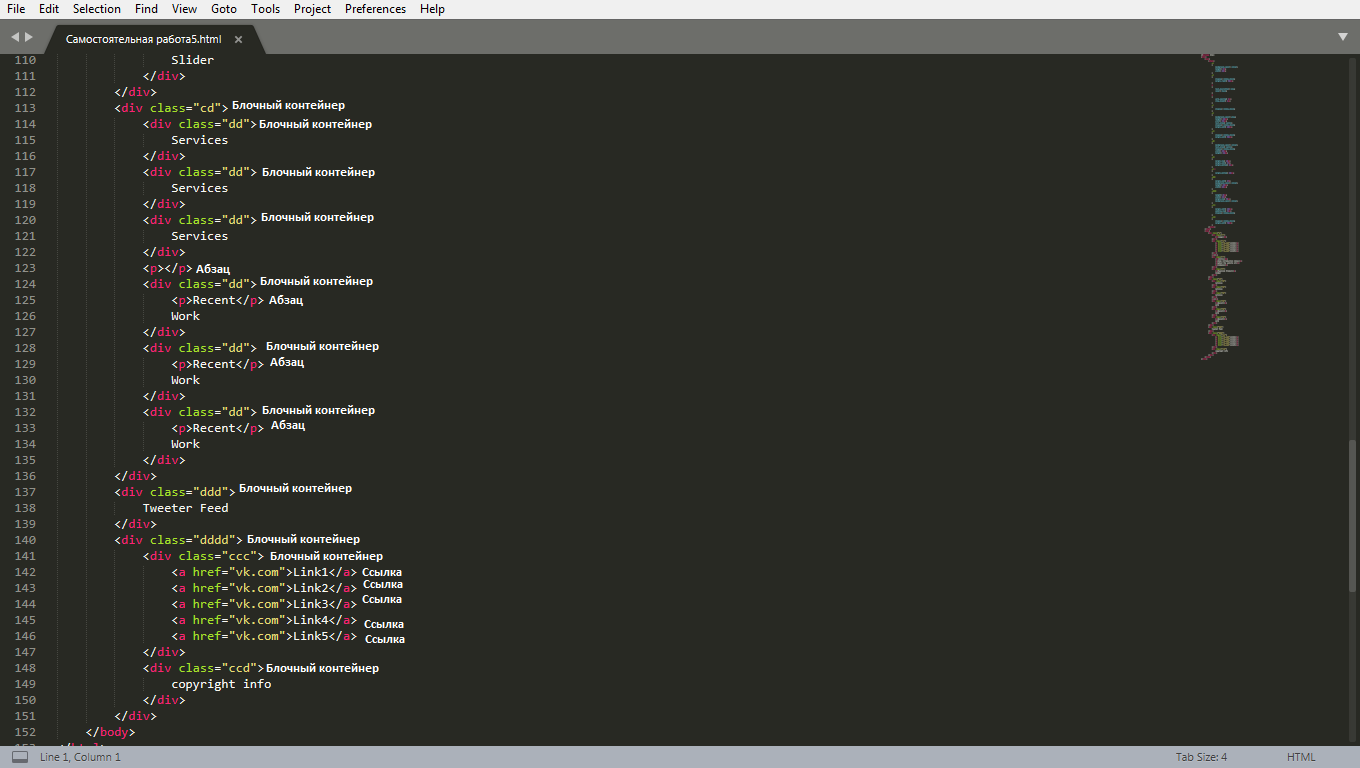 File Edit Selection Find View Goto Tools Project Preferences Help
Самостоятельная работа5.html ×
110 Slider
111 </div>
112 </div>
113 <div class="cd"> Блочный контейнер
114 <div class="dd"> Блочный контейнер
115 Services
116 </div>
117 <div class="dd"> Блочный контейнер
118 Services
119 </div>
120 <div class="dd"> Блочный контейнер
121 Services
122 </div>
123 <p></p> Абзац
124 <div class="dd"> Блочный контейнер
125 <p>Recent</p> Абзац
126 Work
127 </div>
128 <div class="dd"> Блочный контейнер
129 <p>Recent</p> Абзац
130 Work
131 </div>
132 <div class="dd"> Блочный контейнер
133 <p>Recent</p> Абзац
134 Work
135 </div>
136 </div>
137 <div class="ddd"> Блочный контейнер
138 Tweeter Feed
139 </div>
140 <div class="dddd"> Блочный контейнер
141 <div class="ccc"> Блочный контейнер
142 <a href="vk.com">Link1</a> Ссылка
143 <a href="vk.com">Link2</a> Ссылка
144 <a href="vk.com">Link3</a> Ссылка
145 <a href="vk.com">Link4</a> Ссылка
146 <a href="vk.com">Link5</a> Ссылка
147 </div>
148 <div class="ccd"> Блочный контейнер
149 copyright info
150 </div>
151 </div>
152 </body>
Line 1, Column 1 Tab Size: 4 HTML